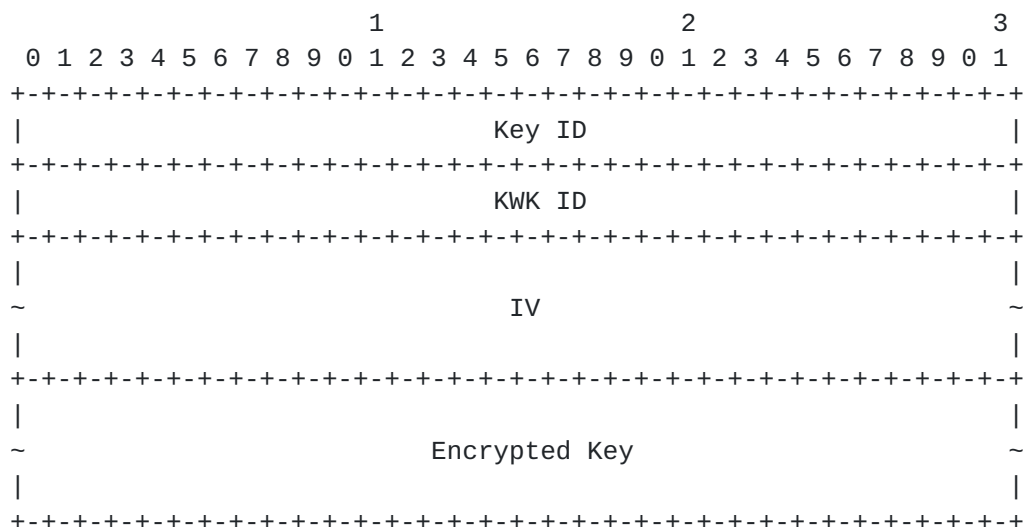 1                   2                   3
 0 1 2 3 4 5 6 7 8 9 0 1 2 3 4 5 6 7 8 9 0 1 2 3 4 5 6 7 8 9 0 1
+-+-+-+-+-+-+-+-+-+-+-+-+-+-+-+-+-+-+-+-+-+-+-+-+-+-+-+-+-+-+-+-+
|                              Key ID                           |
+-+-+-+-+-+-+-+-+-+-+-+-+-+-+-+-+-+-+-+-+-+-+-+-+-+-+-+-+-+-+-+-+
|                              KWK ID                           |
+-+-+-+-+-+-+-+-+-+-+-+-+-+-+-+-+-+-+-+-+-+-+-+-+-+-+-+-+-+-+-+-+
|                                                               |
~                               IV                              ~
|                                                               |
+-+-+-+-+-+-+-+-+-+-+-+-+-+-+-+-+-+-+-+-+-+-+-+-+-+-+-+-+-+-+-+-+
|                                                               |
~                          Encrypted Key                        ~
|                                                               |
+-+-+-+-+-+-+-+-+-+-+-+-+-+-+-+-+-+-+-+-+-+-+-+-+-+-+-+-+-+-+-+-+